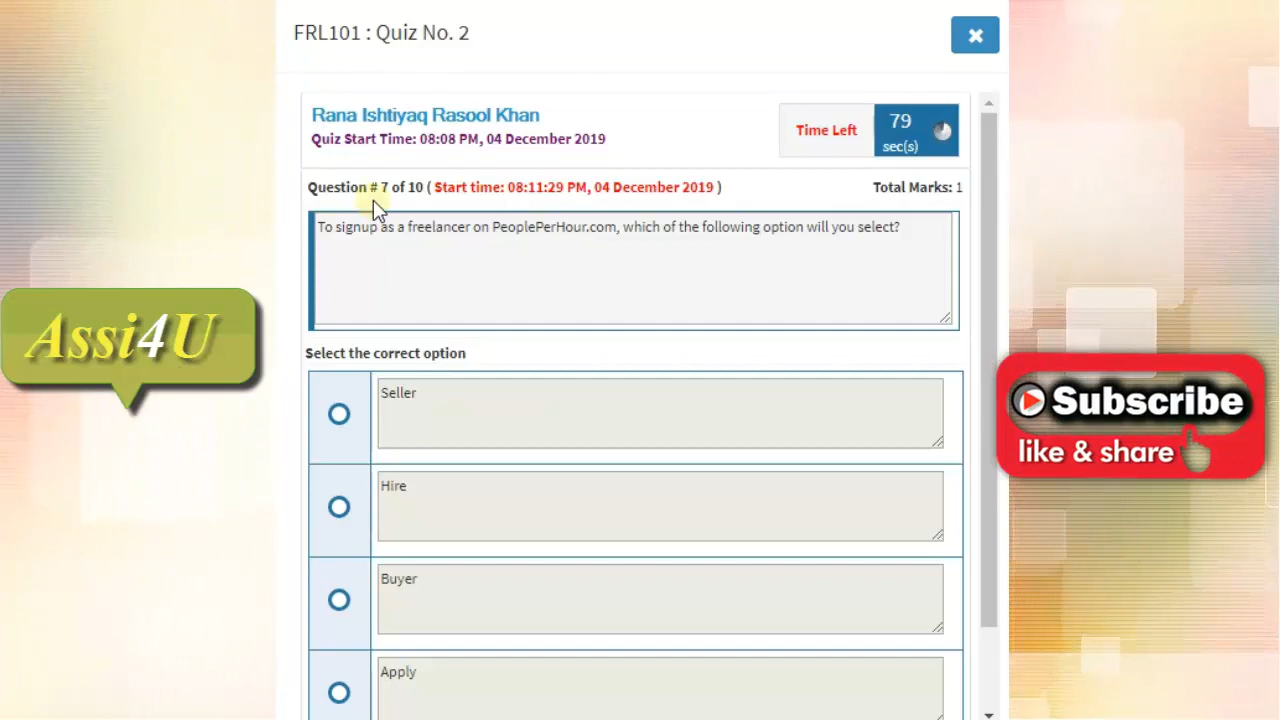 FRL101 : Quiz No. 2
Rana Ishtiyaq Rasool Khan
Quiz Start Time: 08:08 PM, 04 December 2019
Time Left
79
sec(s)
Question # 7 of 10 ( Start time: 08:11:29 PM, 04 December 2019 )
Total Marks: 1
To signup as a freelancer on PeoplePerHour.com, which of the following option will you select?
Assi4U
Select the correct option
Seller
Subscribe
like & share
Hire
Buyer
Apply